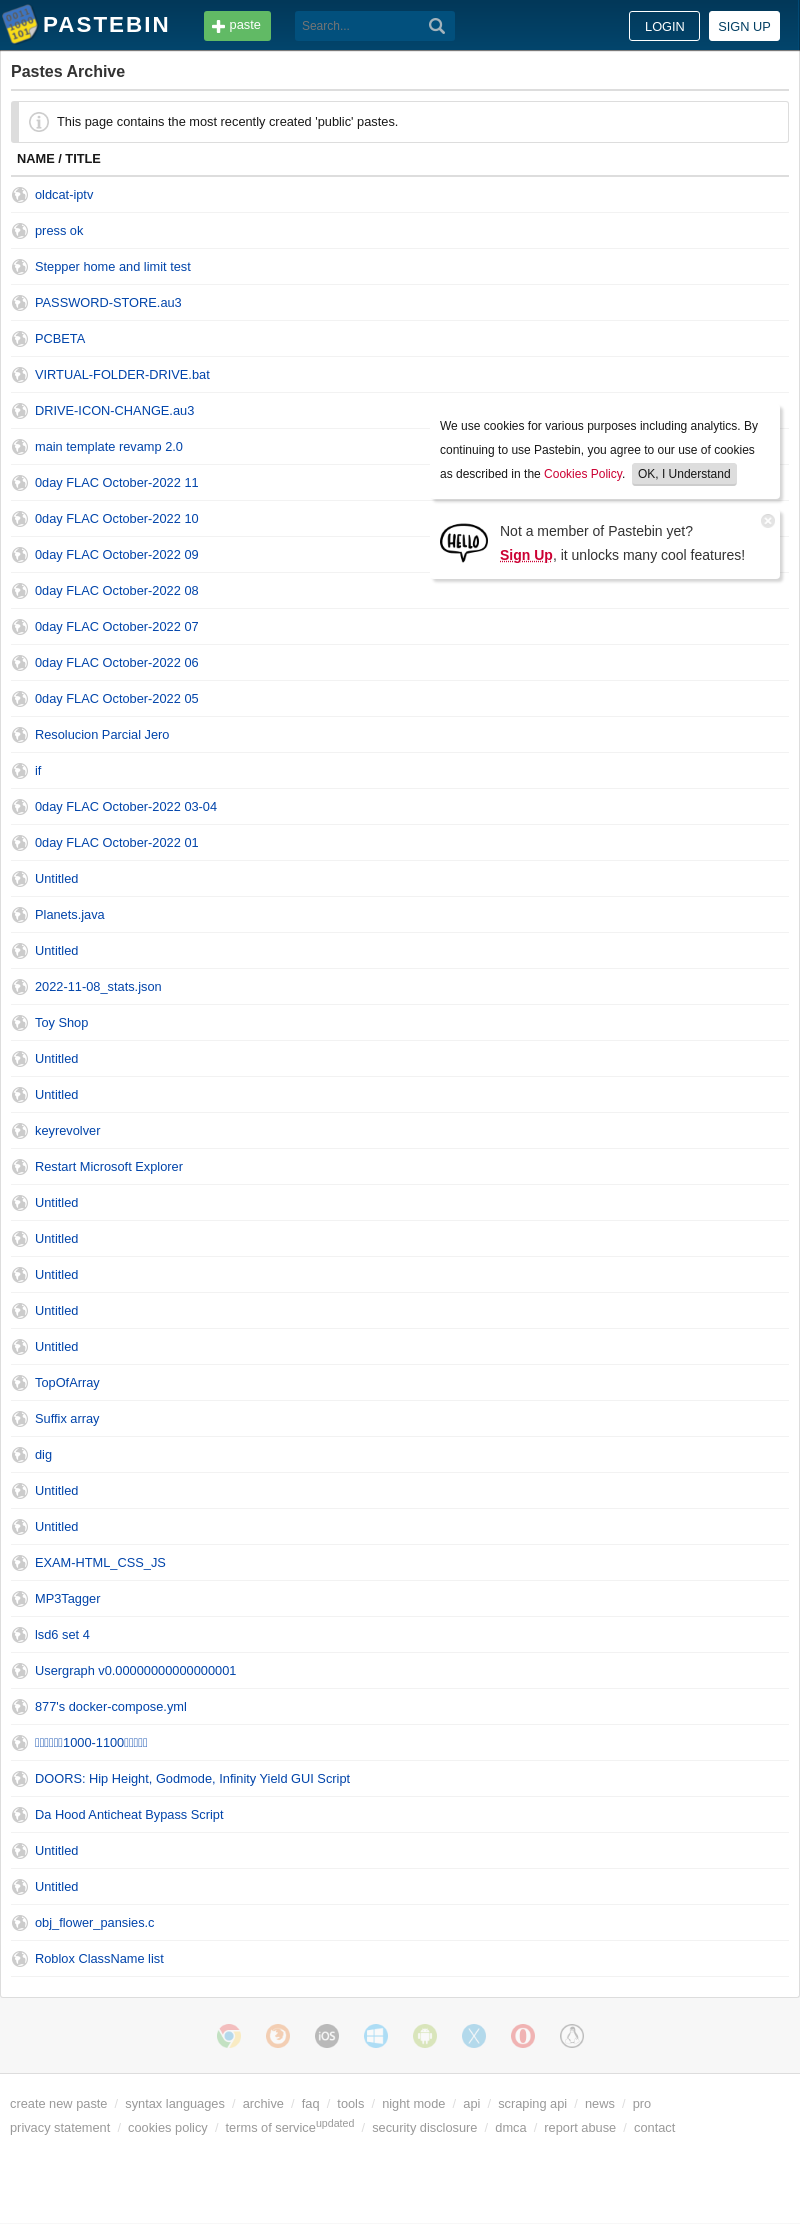 PASTEBIN
paste
Search...
LOGIN
SIGN UP
Pastes Archive
This page contains the most recently created 'public' pastes.
NAME / TITLE
oldcat-iptv
press ok
Stepper home and limit test
PASSWORD-STORE.au3
PCBETA
VIRTUAL-FOLDER-DRIVE.bat
DRIVE-ICON-CHANGE.au3
main template revamp 2.0
0day FLAC October-2022 11
0day FLAC October-2022 10
0day FLAC October-2022 09
0day FLAC October-2022 08
0day FLAC October-2022 07
0day FLAC October-2022 06
0day FLAC October-2022 05
Resolucion Parcial Jero
if
0day FLAC October-2022 03-04
0day FLAC October-2022 01
Untitled
Planets.java
Untitled
2022-11-08_stats.json
Toy Shop
Untitled
Untitled
keyrevolver
Restart Microsoft Explorer
Untitled
Untitled
Untitled
Untitled
Untitled
TopOfArray
Suffix array
dig
Untitled
Untitled
EXAM-HTML_CSS_JS
MP3Tagger
lsd6 set 4
Usergraph v0.00000000000000001
877's docker-compose.yml
1000-1100
DOORS: Hip Height, Godmode, Infinity Yield GUI Script
Da Hood Anticheat Bypass Script
Untitled
Untitled
obj_flower_pansies.c
Roblox ClassName list
We use cookies for various purposes including analytics. By
continuing to use Pastebin, you agree to our use of cookies
as described in the Cookies Policy. OK, I Understand
HELLO
Not a member of Pastebin yet?
Sign Up, it unlocks many cool features!
iOS
create new paste / syntax languages / archive / faq / tools / night mode / api / scraping api / news / pro
privacy statement / cookies policy / terms of service updated / security disclosure / dmca / report abuse / contact